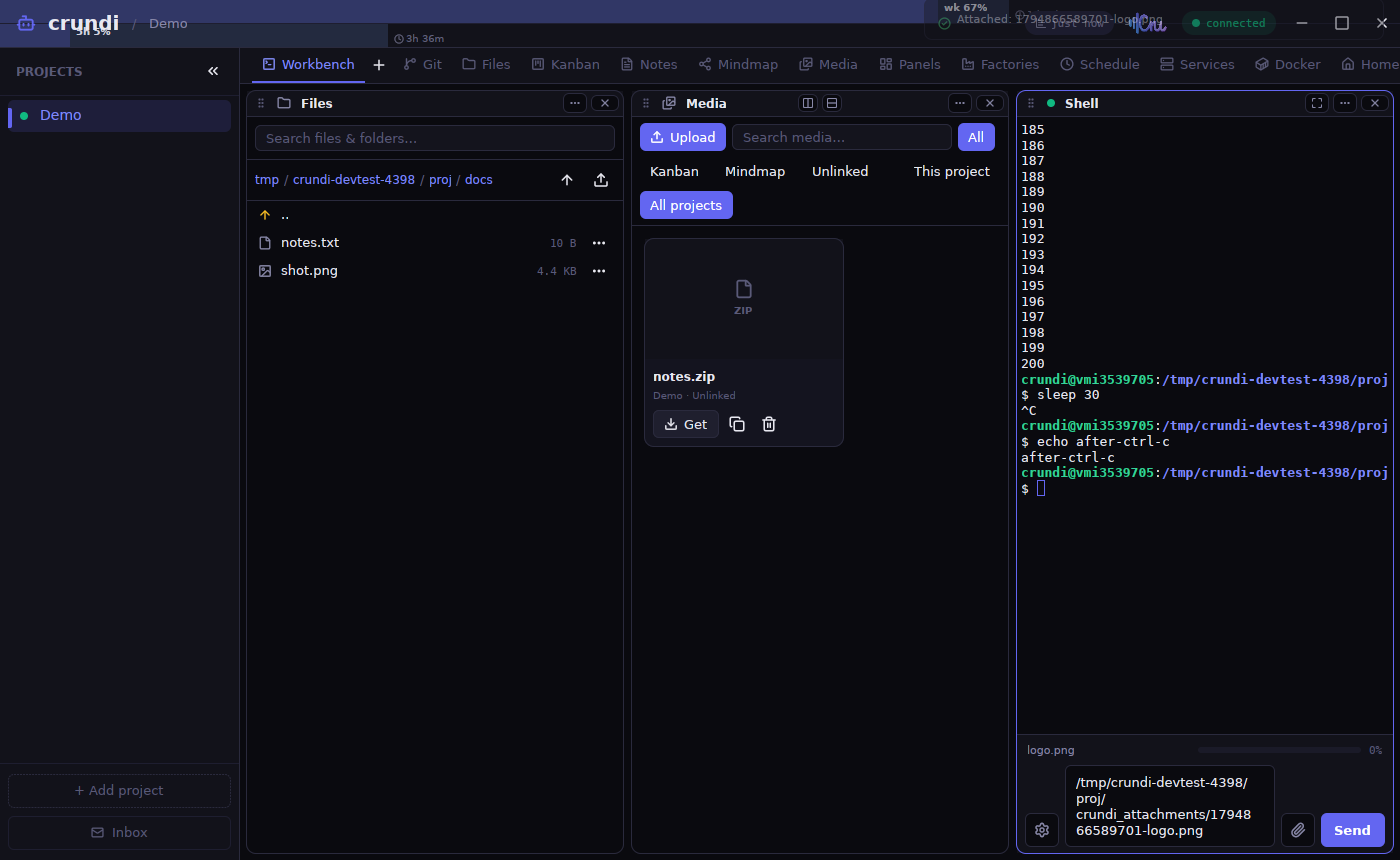 crundi / Demo
5h 5%
3h 36m
wk 67%
Attached: 1794866589701-logo.png
just now
connected
PROJECTS
Demo
+ Add project
Inbox
Workbench
Git
Files
Kanban
Notes
Mindmap
Media
Panels
Factories
Schedule
Services
Docker
Home
Files
Search files & folders...
tmp / crundi-devtest-4398 / proj / docs
..
notes.txt 10 B
shot.png 4.4 KB
Media
Upload
Search media...
All
Kanban
Mindmap
Unlinked
This project
All projects
ZIP
notes.zip
Demo · Unlinked
Get
Shell
185
186
187
188
189
190
191
192
193
194
195
196
197
198
199
200
crundi@vmi3539705:/tmp/crundi-devtest-4398/proj
$ sleep 30
^C
crundi@vmi3539705:/tmp/crundi-devtest-4398/proj
$ echo after-ctrl-c
after-ctrl-c
crundi@vmi3539705:/tmp/crundi-devtest-4398/proj
$
logo.png 0%
/tmp/crundi-devtest-4398/
proj/
crundi_attachments/17948
66589701-logo.png
Send